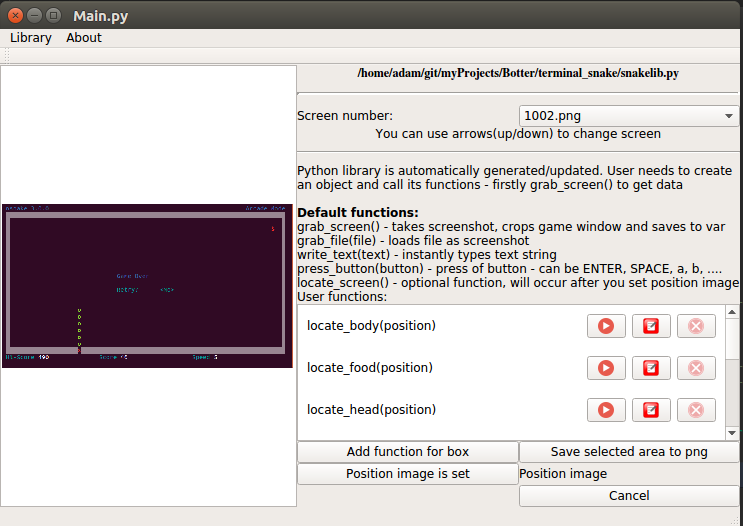 Main.py
Library About
/home/adam/git/myProjects/Botter/terminal_snake/snakelib.py
Screen number: 1002.png
You can use arrows(up/down) to change screen
Python library is automatically generated/updated. User needs to create
an object and call its functions - firstly grab_screen() to get data
Default functions:
grab_screen() - takes screenshot, crops game window and saves to var
grab_file(file) - loads file as screenshot
write_text(text) - instantly types text string
press_button(button) - press of button - can be ENTER, SPACE, a, b, ....
locate_screen() - optional function, will occur after you set position image
User functions:
locate_body(position)
locate_food(position)
locate_head(position)
Add function for box Save selected area to png
Position image is set Position image
Cancel
Arcade Mode
Game Over
Retry? <No>
Hi-Score 490 Score Speed 5